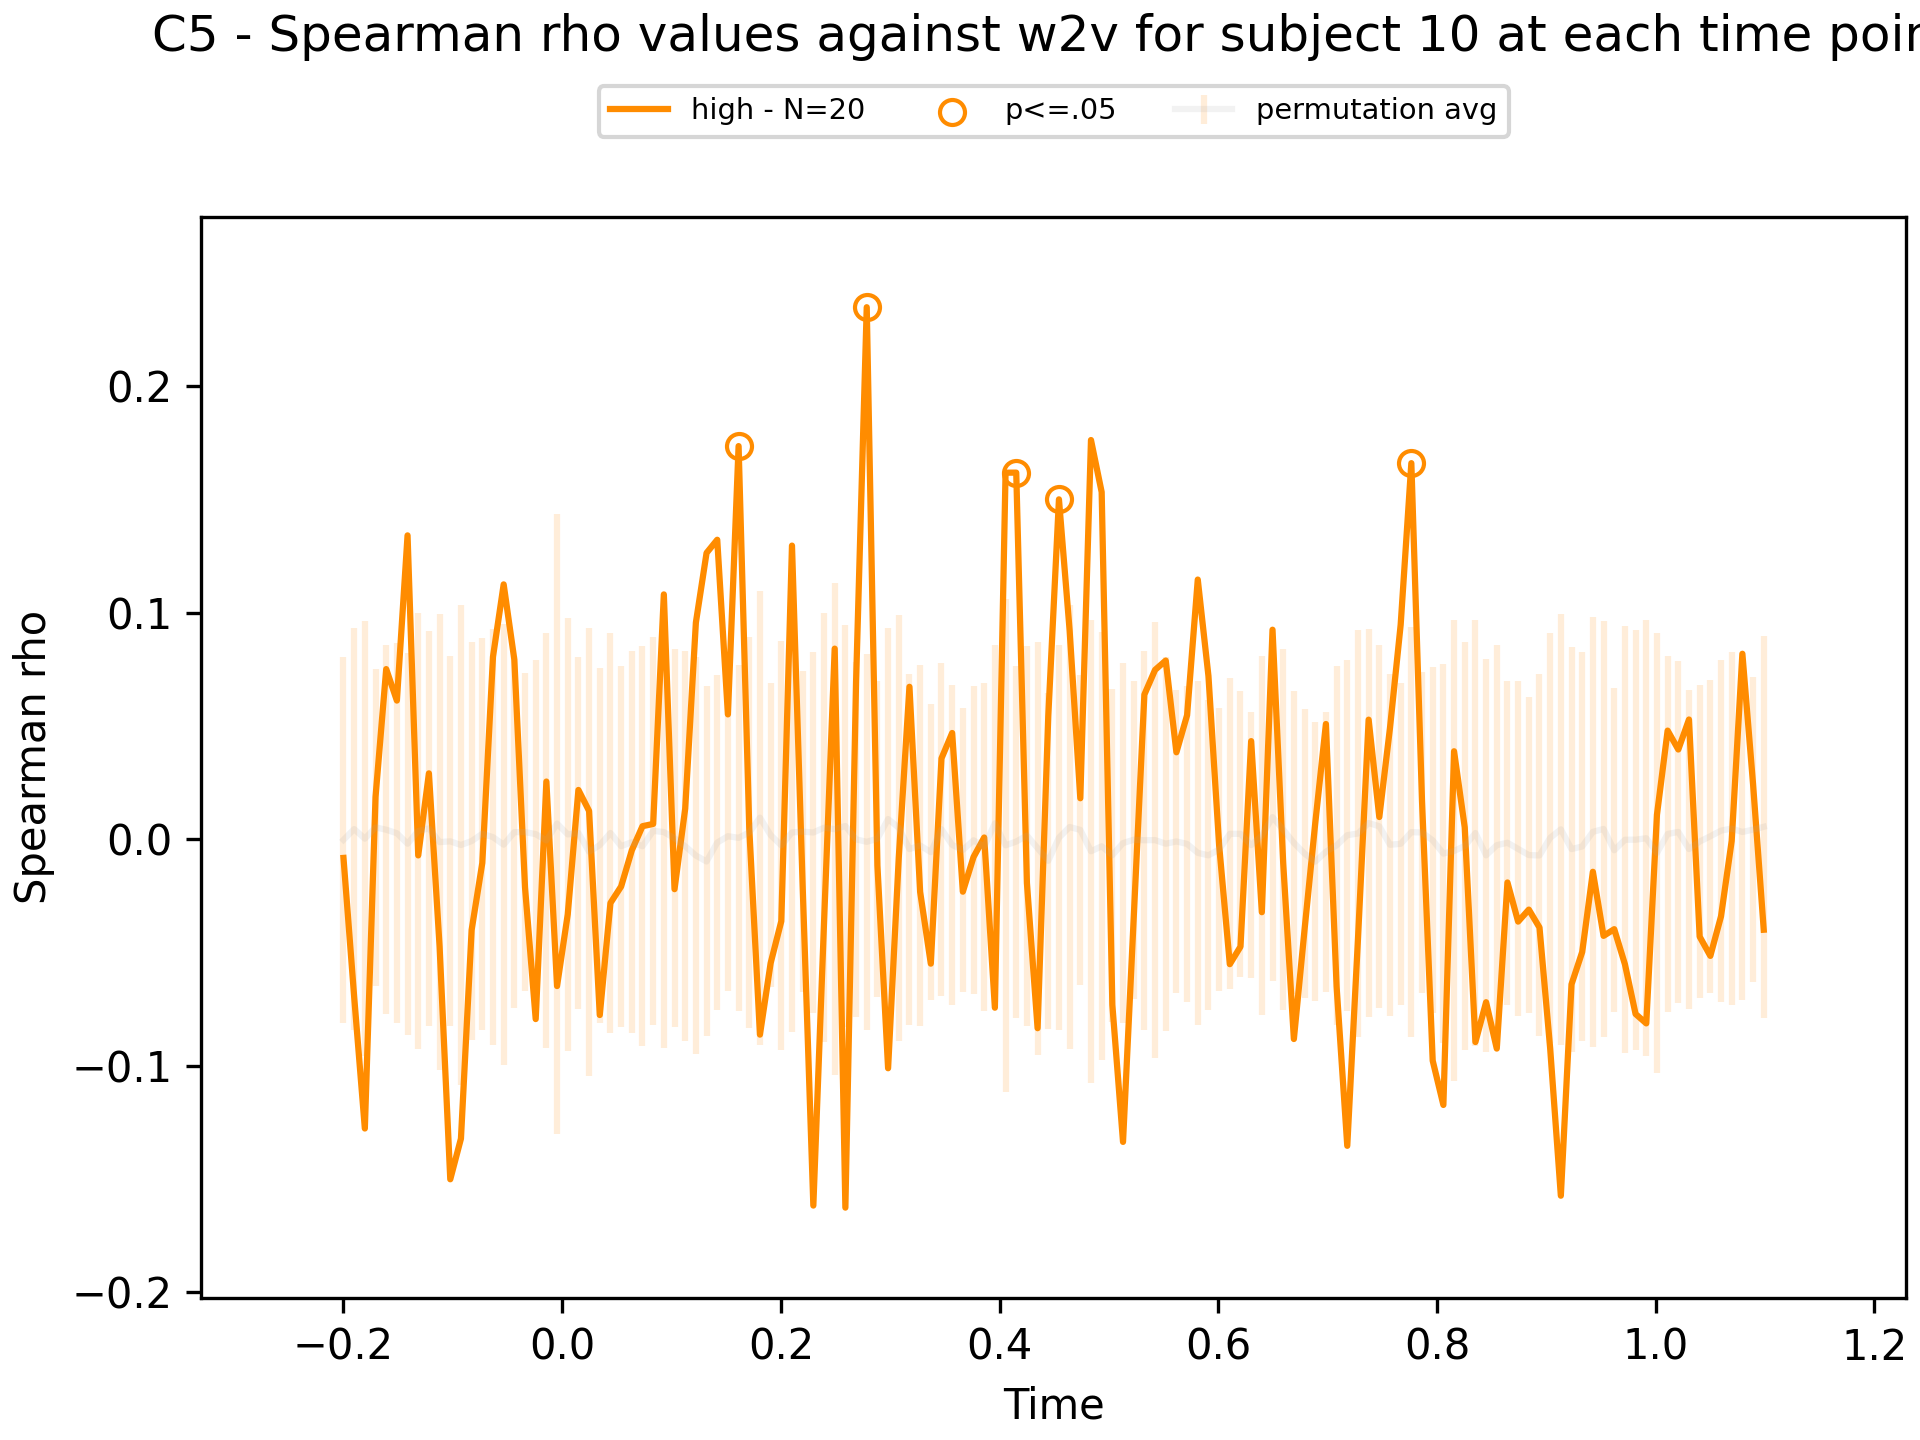 C5 - Spearman rho values against w2v for subject 10 at each time
high - N=20
p<=.05
permutation avg
Spearman rho
0.2
0.1
0.0
−0.1
−0.2
−0.2
0.0
0.2
0.4
0.6
0.8
1.0
1.2
Time